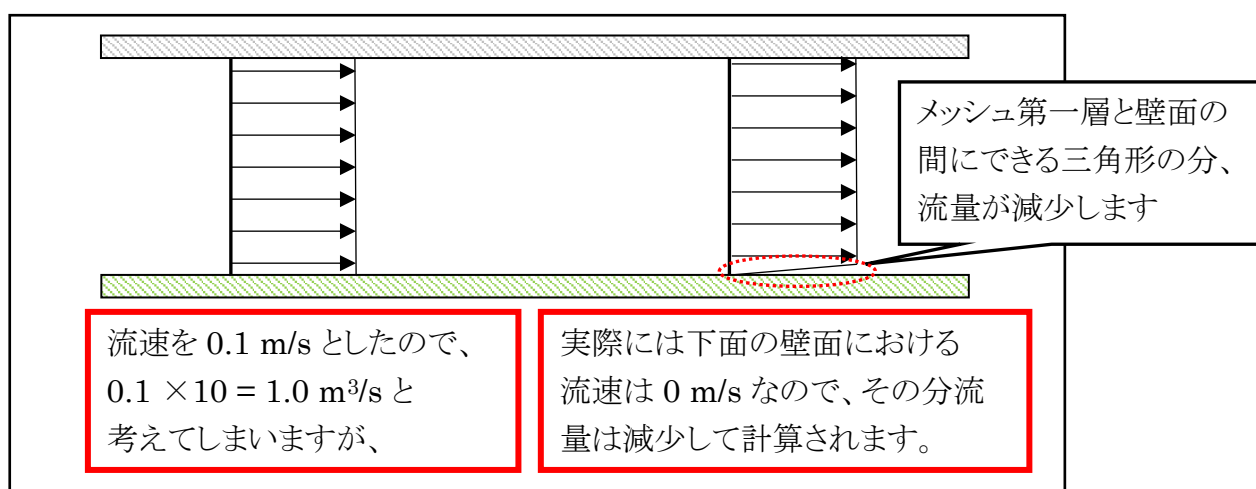 メッシュ第一層と壁面の
間にできる三角形の分、
流量が減少します
流速を 0.1 m/s としたので、
0.1 ×10 = 1.0 m³/s と
考えてしまいますが、
実際には下面の壁面における
流速は 0 m/s なので、その分流
量は減少して計算されます。